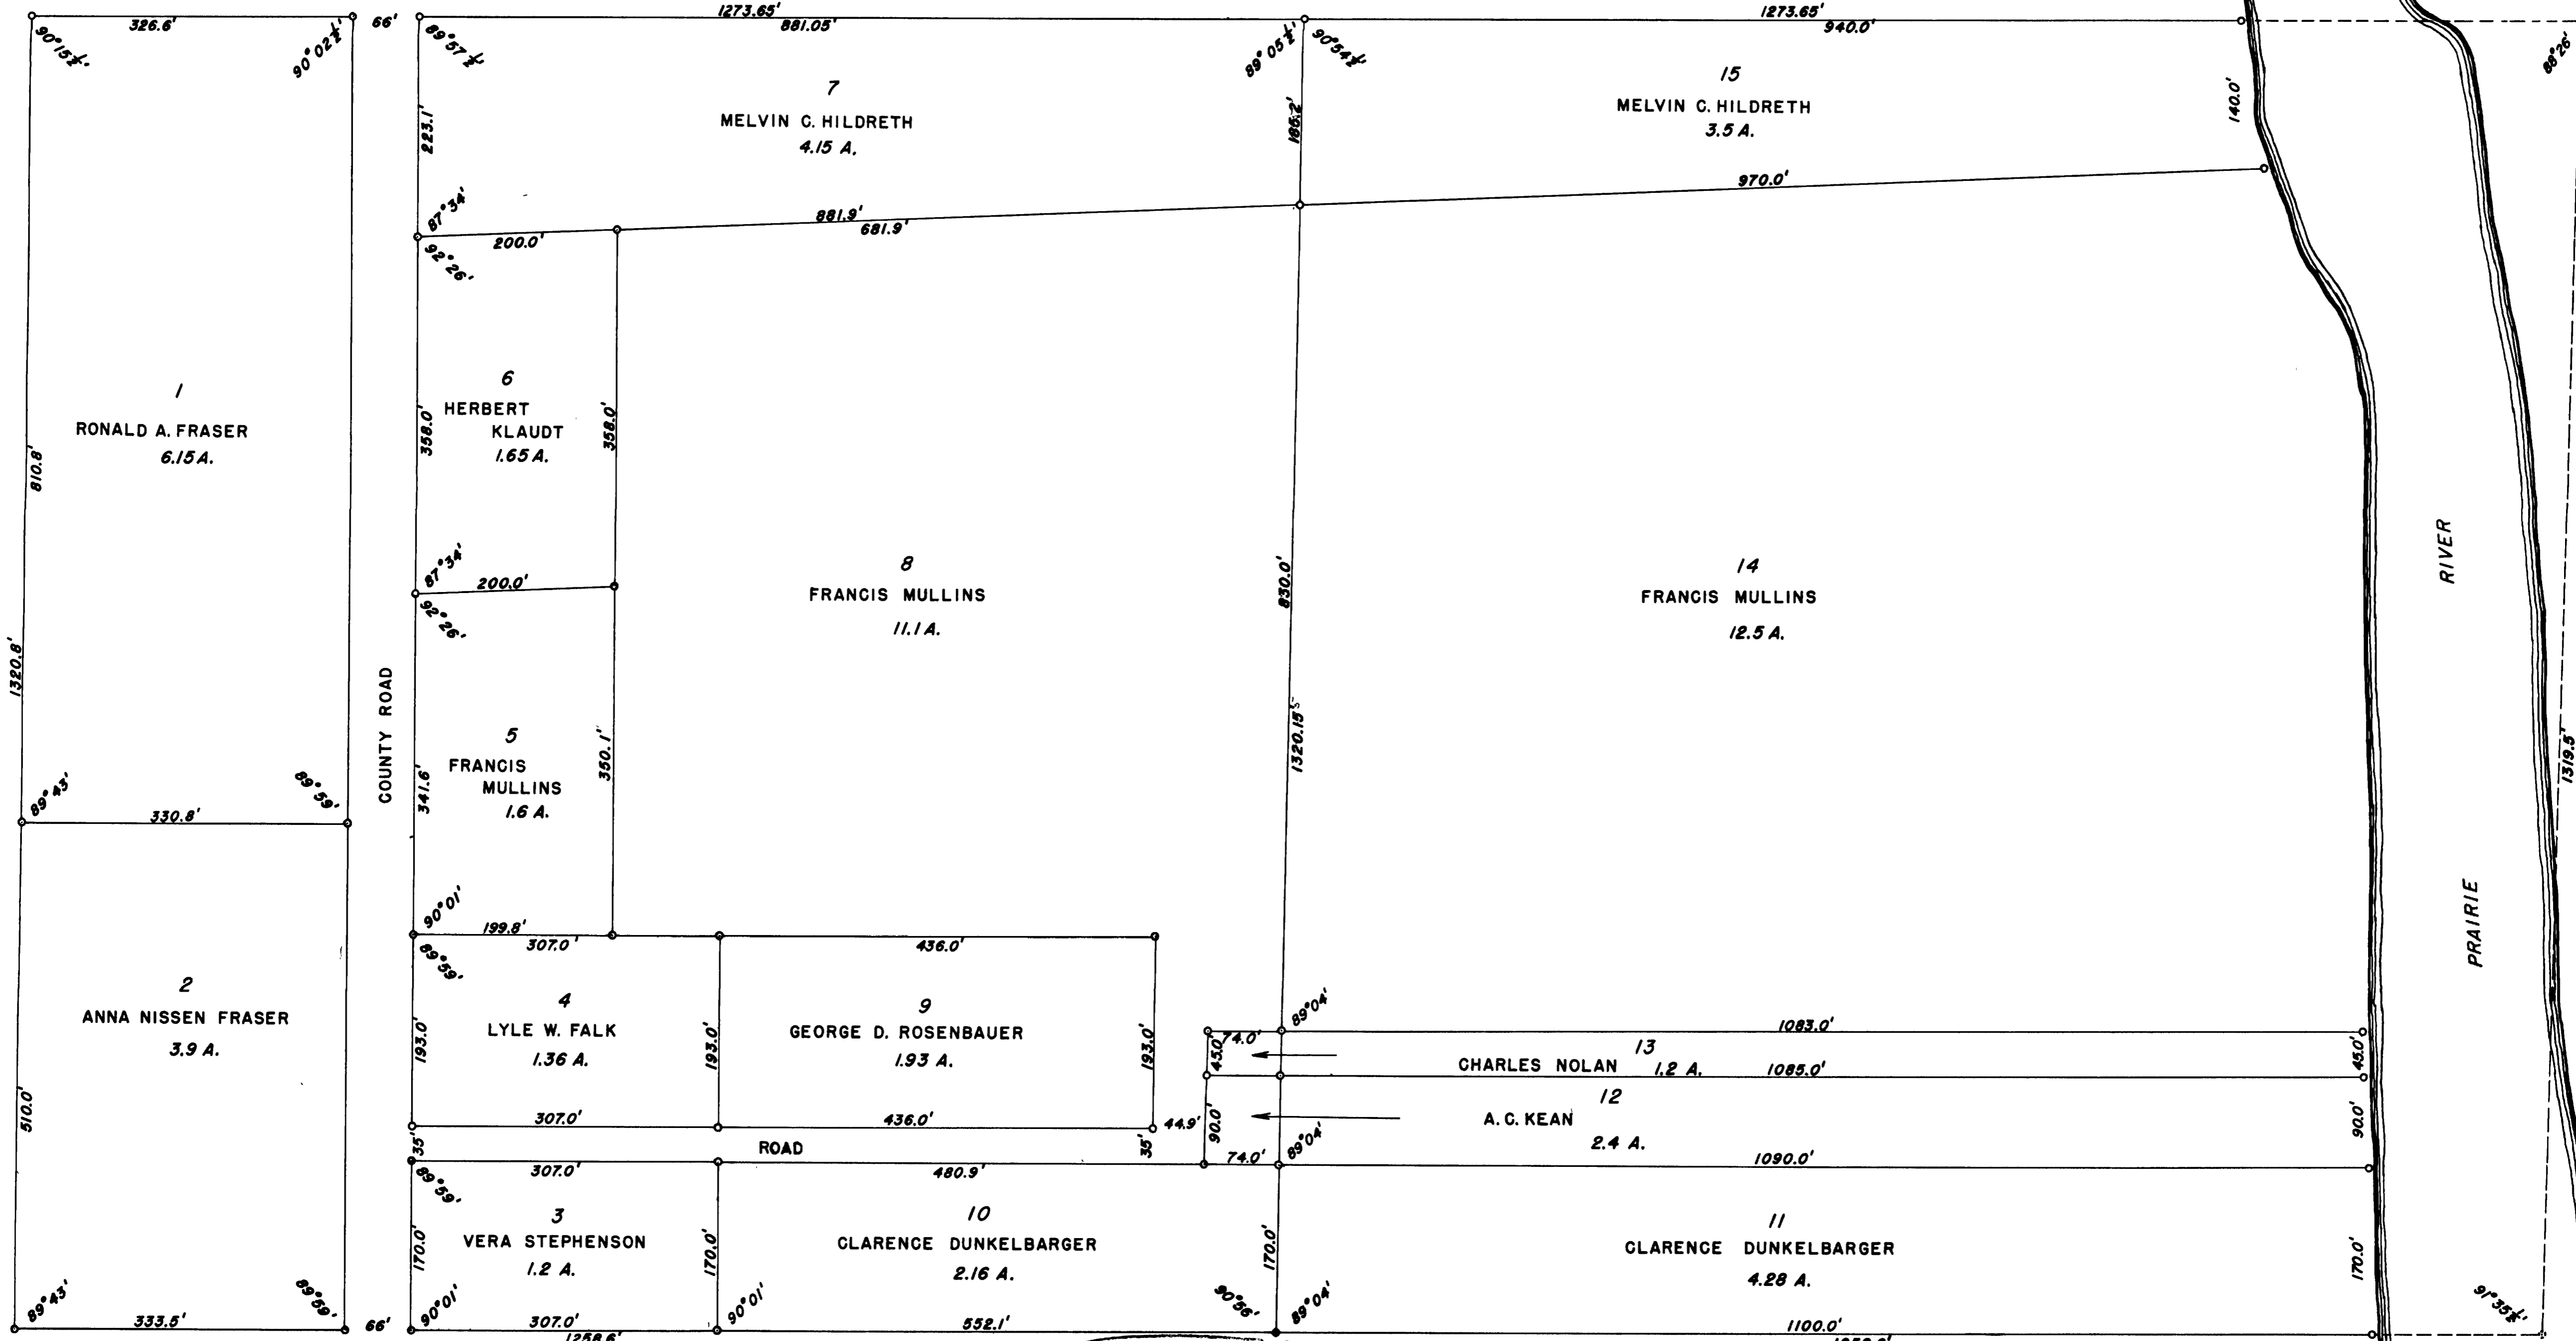 326.6'
66'
1273.65'
881.05'
1273.65'
940.0'
90°15½'
90°02½'
89°57½'
89°05½'
90°54½'
88°26'
7
MELVIN C. HILDRETH
4.15 A.
223.1'
185.2'
15
MELVIN C. HILDRETH
3.5 A.
140.0'
970.0'
87°34'
881.9'
200.0'
681.9'
92°26'
1
RONALD A. FRASER
6.15 A.
810.8'
1320.8'
6
HERBERT
KLAUDT
1.65 A.
358.0'
358.0'
87°34'
200.0'
92°26'
8
FRANCIS MULLINS
11.1 A.
830.0'
1320.15'
14
FRANCIS MULLINS
12.5 A.
RIVER
PRAIRIE
1319.5'
COUNTY ROAD
5
FRANCIS
MULLINS
1.6 A.
341.6'
350.1'
89°43'
89°59'
330.8'
90°01'
199.8'
307.0'
436.0'
89°59'
2
ANNA NISSEN FRASER
3.9 A.
510.0'
4
LYLE W. FALK
1.36 A.
193.0'
193.0'
9
GEORGE D. ROSENBAUER
1.93 A.
193.0'
89°04'
74.0'
1083.0'
45.0'
13
CHARLES NOLAN 1.2 A.
1085.0'
45.0'
12
A. C. KEAN
2.4 A.
90.0'
90.0'
307.0'
436.0'
44.9'
35'
ROAD
35'
89°04'
307.0'
480.9'
74.0'
1090.0'
89°59'
3
VERA STEPHENSON
1.2 A.
170.0'
170.0'
10
CLARENCE DUNKELBARGER
2.16 A.
170.0'
11
CLARENCE DUNKELBARGER
4.28 A.
170.0'
89°43'
89°59'
90°01'
90°01'
90°56'
89°04'
91°35½'
333.5'
66'
307.0'
552.1'
1100.0'
1258.6'